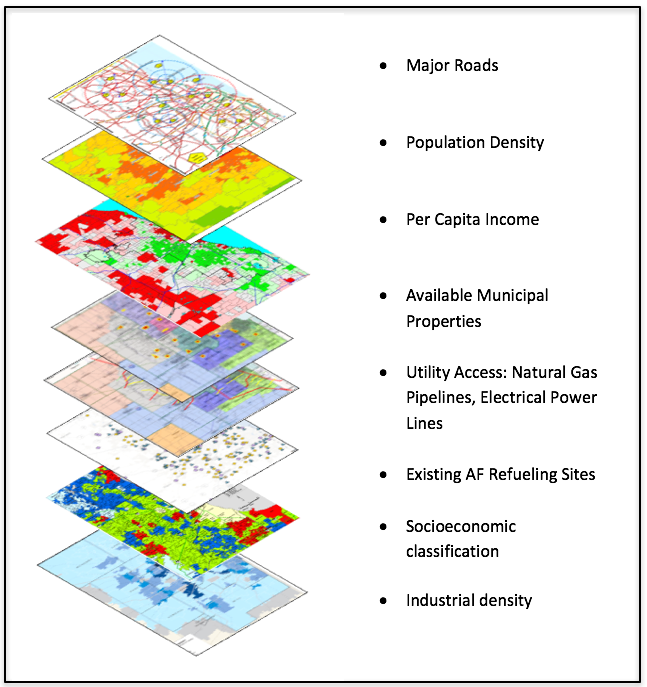 • Major Roads
• Population Density
• Per Capita Income
• Available Municipal
Properties
• Utility Access: Natural Gas
Pipelines, Electrical Power
Lines
• Existing AF Refueling Sites
• Socioeconomic
classification
• Industrial density